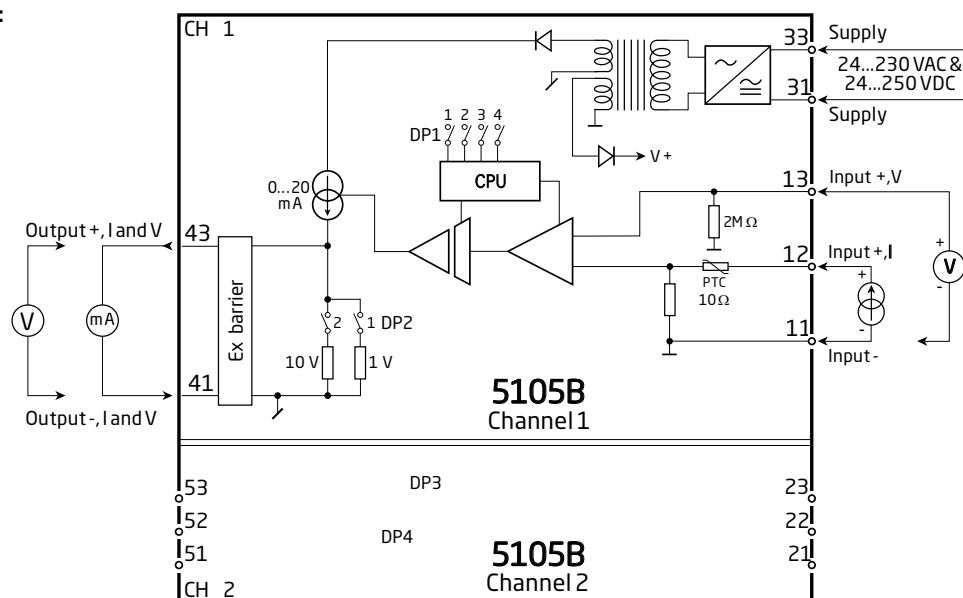 :
CH 1
33
Supply
24...230 VAC &
24...250 VDC
31
Supply
1 2 3 4
DP1
V+
CPU
0...20
mA
13
Input +, V
2M Ω
12
Input +, I
PTC
10 Ω
+
-
+
V
-
11
Input -
Output +, I and V
43
V
mA
Ex barrier
2
1 DP2
10 V
1 V
41
Output -, I and V
5105B
Channel 1
53
DP3
23
52
DP4
22
51
5105B
21
Channel 2
CH 2